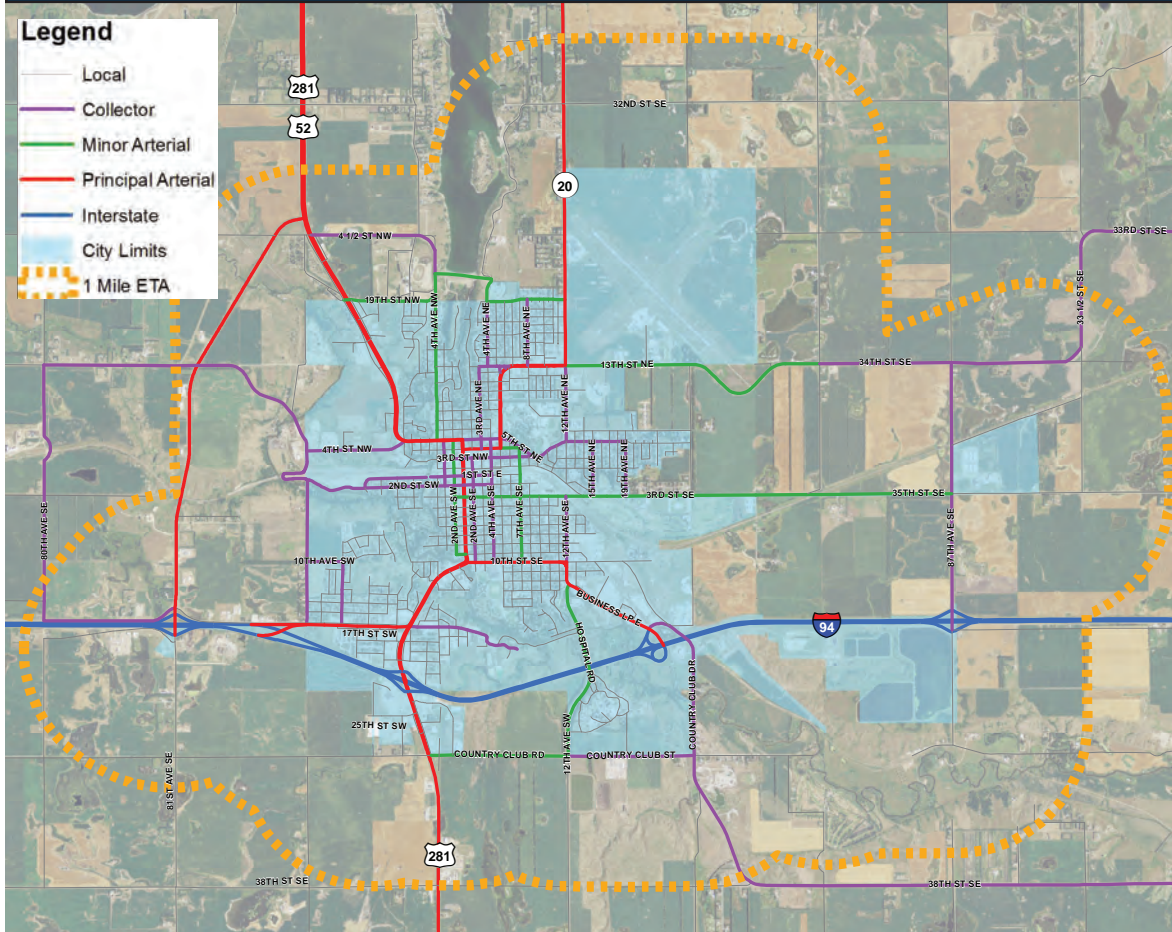 Legend
Local
Collector
Minor Arterial
Principal Arterial
Interstate
City Limits
1 Mile ETA
281
52
32ND ST SE
20
33RD ST SE
4 1/2 ST NW
33 1/2 ST SE
19TH ST NW
4TH AVE NW
4TH AVE NE
8TH AVE NE
13TH ST NE
34TH ST SE
3RD AVE NE
12TH AVE NE
5TH ST NE
4TH ST NW
3RD ST NW
15TH AVE NE
19TH AVE NE
1ST ST E
2ND ST SW
3RD ST SE
35TH ST SE
2ND AVE SW
2ND AVE SE
4TH AVE SE
7TH AVE SE
12TH AVE SE
80TH AVE SE
87TH AVE SE
10TH AVE SW
10TH ST SE
BUSINESS LP E
94
17TH ST SW
HOSPITAL RD
COUNTRY CLUB DR
25TH ST SW
COUNTRY CLUB RD
12TH AVE SW
COUNTRY CLUB ST
81ST AVE SE
281
38TH ST SE
38TH ST SE